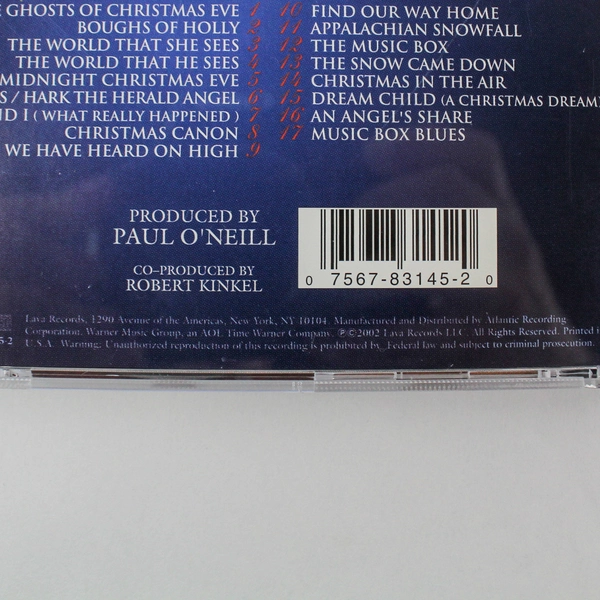 GHOSTS OF CHRISTMAS EVE 1
BOUGHS OF HOLLY 2
THE WORLD THAT SHE SEES 3
THE WORLD THAT HE SEES 4
MIDNIGHT CHRISTMAS EVE 5
S / HARK THE HERALD ANGEL 6
ND I ( WHAT REALLY HAPPENED ) 7
CHRISTMAS CANON 8
WE HAVE HEARD ON HIGH 9
10 FIND OUR WAY HOME
11 APPALACHIAN SNOWFALL
12 THE MUSIC BOX
13 THE SNOW CAME DOWN
14 CHRISTMAS IN THE AIR
15 DREAM CHILD (A CHRISTMAS DREAM
16 AN ANGEL'S SHARE
17 MUSIC BOX BLUES
PRODUCED BY
PAUL O'NEILL
CO-PRODUCED BY
ROBERT KINKEL
0 7567-83145-2 0
Lava Records, 1290 Avenue of the Americas, New York, NY 10104. Manufactured and Distributed by Atlantic Recording
Corporation. Warner Music Group, an AOL Time Warner Company. ℗©2002 Lava Records LLC. All Rights Reserved. Printed i
5-2 U.S.A. Warning: Unauthorized reproduction of this recording is prohibited by Federal law and subject to criminal prosecution.